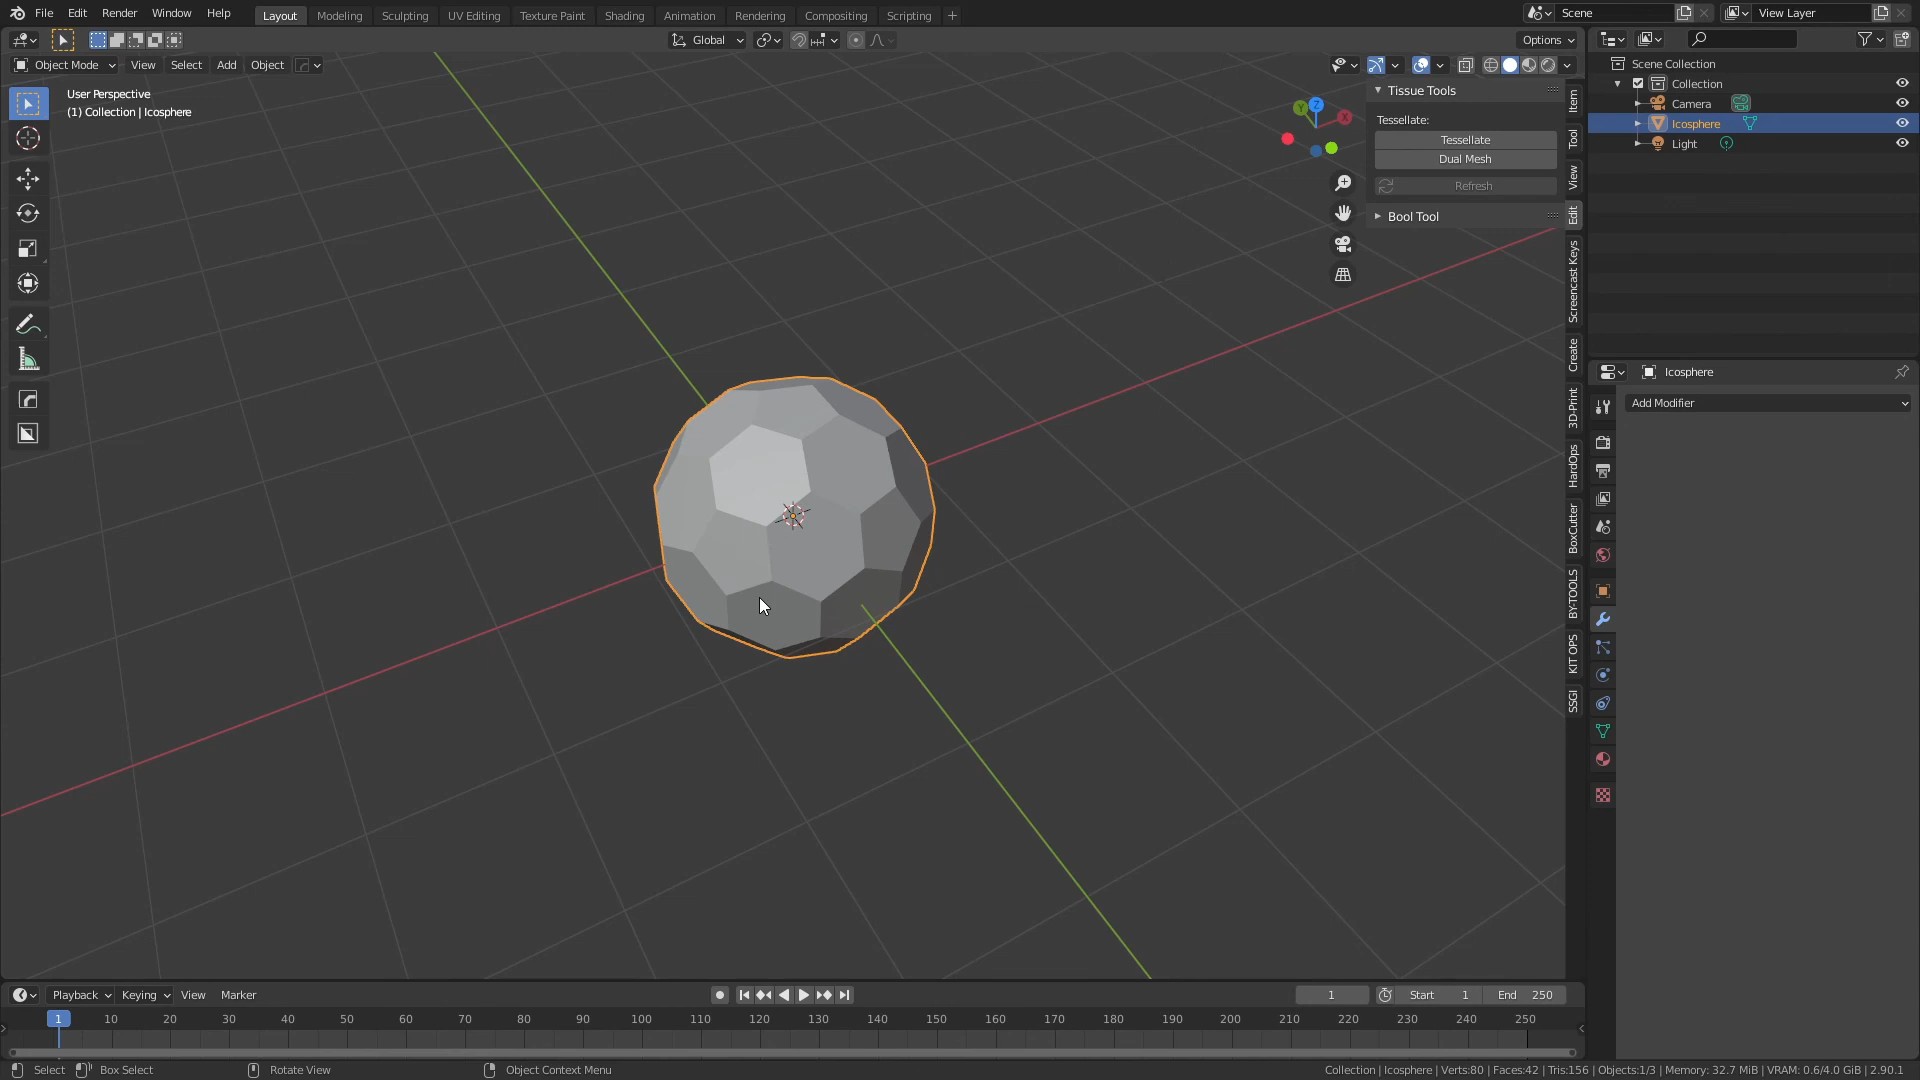 File Edit Render Window Help Layout Modeling Sculpting UV Editing Texture Paint Shading Animation Rendering Compositing Scripting + Scene View Layer
Global Options
Object Mode View Select Add Object
User Perspective
(1) Collection | Icosphere
Z Y X
Tissue Tools
Tessellate:
Tessellate
Dual Mesh
Refresh
Bool Tool
Item
Tool
View
Edit
Screencast Keys
Create
3D-Print
HardOps
BoxCutter
BY-TOOLS
KIT OPS
SSGI
Scene Collection
Collection
Camera
Icosphere
Light
Icosphere
Add Modifier
Playback Keying View Marker 1 Start 1 End 250
1 10 20 30 40 50 60 70 80 90 100 110 120 130 140 150 160 170 180 190 200 210 220 230 240 250
Select Box Select Rotate View Object Context Menu Collection | Icosphere | Verts:80 | Faces:42 | Tris:156 | Objects:1/3 | Memory: 32.7 MiB | VRAM: 0.6/4.0 GiB | 2.90.1